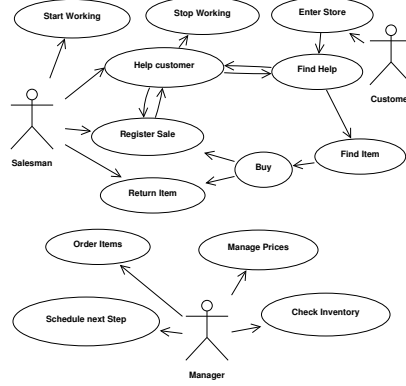 Start Working
Stop Working
Enter Store
Help customer
Find Help
Custome
Salesman
Register Sale
Find Item
Buy
Return Item
Order Items
Manage Prices
Schedule next Step
Check Inventory
Manager